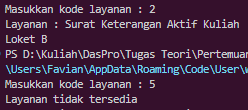 Masukkan kode layanan : 2
Layanan : Surat Keterangan Aktif Kuliah
Loket B
PS D:\Kuliah\DasPro\Tugas Teori\Pertemuan
\Users\Favian\AppData\Roaming\Code\User\w
Masukkan kode layanan : 5
Layanan tidak tersedia